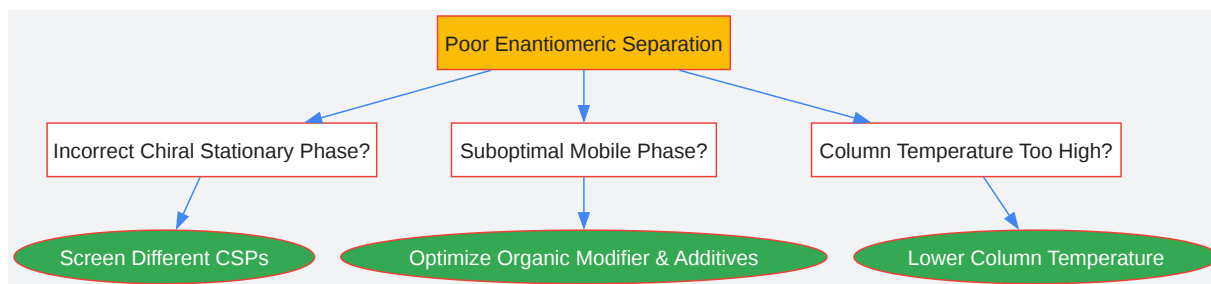 Poor Enantiomeric Separation
Incorrect Chiral Stationary Phase?
Suboptimal Mobile Phase?
Column Temperature Too High?
Screen Different CSPs
Optimize Organic Modifier & Additives
Lower Column Temperature